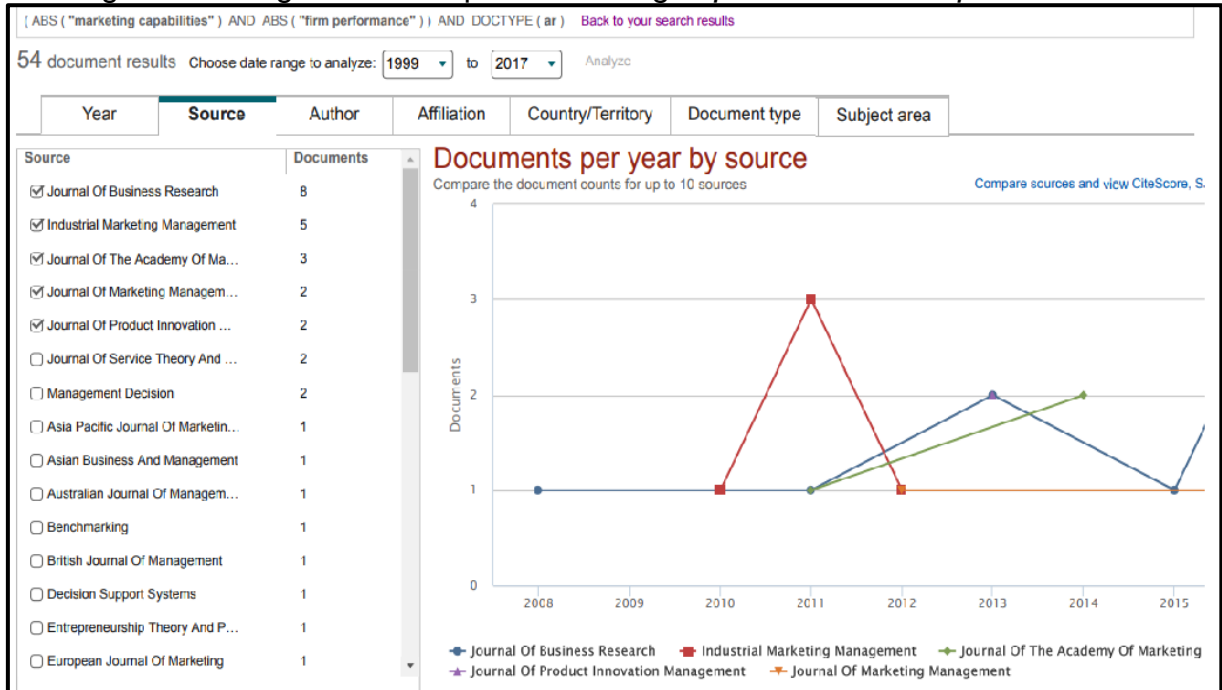 ( ABS ( "marketing capabilities" ) AND ABS ( "firm performance" ) ) AND DOCTYPE ( ar ) Back to your search results
54 document results Choose date range to analyze: 1999 to 2017 Analyze
Year Source Author Affiliation Country/Territory Document type Subject area
Source Documents
Journal Of Business Research 8
Industrial Marketing Management 5
Journal Of The Academy Of Ma... 3
Journal Of Marketing Managem... 2
Journal Of Product Innovation ... 2
Journal Of Service Theory And ... 2
Management Decision 2
Asia Pacific Journal Of Marketin... 1
Asian Business And Management 1
Australian Journal Of Managem... 1
Benchmarking 1
British Journal Of Management 1
Decision Support Systems 1
Entrepreneurship Theory And P... 1
European Journal Of Marketing 1
Documents per year by source
Compare the document counts for up to 10 sources Compare sources and view CiteScore, SJ
4
3
2
1
0
Documents
2008 2009 2010 2011 2012 2013 2014 2015
Journal Of Business Research Industrial Marketing Management Journal Of The Academy Of Marketing
Journal Of Product Innovation Management Journal Of Marketing Management